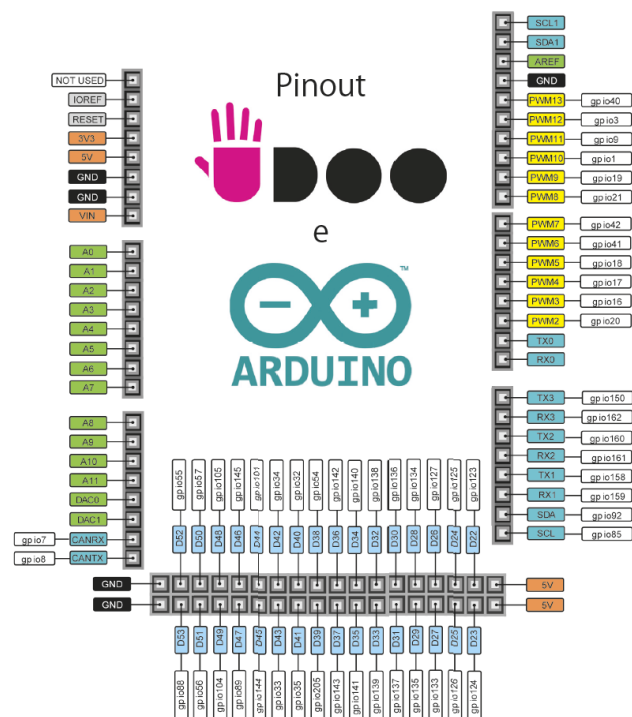 Pinout
UDOO
e
™
ARDUINO
NOT USED
IOREF
RESET
3V3
5V
GND
GND
VIN
A0
A1
A2
A3
A4
A5
A6
A7
A8
A9
A10
A11
DAC0
DAC1
gpio7 CANRX
gpio8 CANTX
SCL1
SDA1
AREF
GND
PWM13 gpio40
PWM12 gpio3
PWM11 gpio9
PWM10 gpio1
PWM9 gpio19
PWM8 gpio21
PWM7 gpio42
PWM6 gpio41
PWM5 gpio18
PWM4 gpio17
PWM3 gpio16
PWM2 gpio20
TX0
RX0
TX3 gpio150
RX3 gpio162
TX2 gpio160
RX2 gpio161
TX1 gpio158
RX1 gpio159
SDA gpio92
SCL gpio85
gpio55 gpio57 gpio105 gpio145 gpio34 gpio32 gpio54 gpio142 gpio140 gpio138 gpio136 gpio134 gpio127 gpio125 gpio123
D52 D50 D48 D46 D44 D42 D40 D38 D36 D34 D32 D30 D28 D26 D24 D22
GND 5V
GND 5V
D53 D51 D49 D47 D45 D43 D41 D39 D37 D35 D33 D31 D29 D27 D25 D23
gpio88 gpio56 gpio104 gpio89 gpio144 gpio33 gpio35 gpio205 gpio143 gpio141 gpio139 gpio137 gpio135 gpio133 gpio126 gpio124